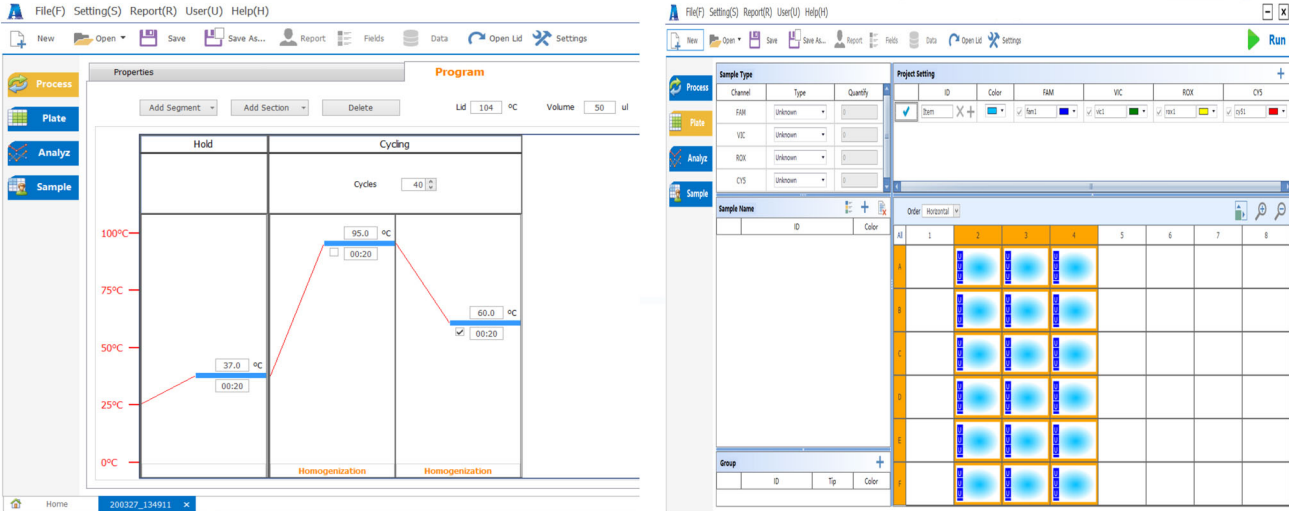 File(F) Setting(S) Report(R) User(U) Help(H)
New Open Save Save As... Report Fields Data Open Lid Settings
Process
Plate
Analyz
Sample
Properties Program
Add Segment Add Section Delete Lid 104 ºC Volume 50 ul
Hold Cycling
Cycles 40
100ºC
75ºC
50ºC
25ºC
0ºC
37.0 ºC
00:20
95.0 ºC
00:20
60.0 ºC
00:20
Homogenization Homogenization
Home 200327_134911 ×
File(F) Setting(S) Report(R) User(U) Help(H)
New Open Save Save As... Report Fields Data Open Lid Settings Run
Process
Plate
Analyz
Sample
Sample Type
Channel Type Quantify
FAM Unknown 0
VIC Unknown 0
ROX Unknown 0
CY5 Unknown 0
Project Setting
ID Color FAM VIC ROX CY5
Item fam1 vic1 rox1 cy51
Sample Name
ID Color
Group
ID Tip Color
Order Horizontal
All 1 2 3 4 5 6 7 8
A
U U U
U U U
U U U
U U U
B
U U U
U U U
U U U
U U U
C
U U U
U U U
U U U
U U U
D
U U U
U U U
U U U
U U U
E
U U U
U U U
U U U
U U U
F
U U U
U U U
U U U
U U U